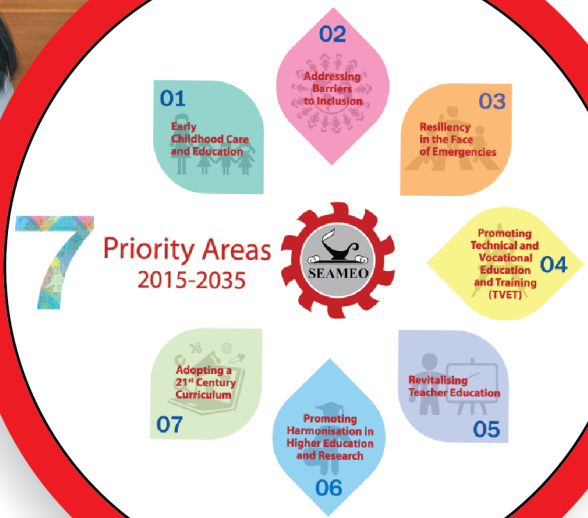 7 Priority Areas
2015-2035
SEAMEO
01
Early
Childhood Care
and Education
02
Addressing
Barriers
to Inclusion
03
Resiliency
in the Face
of Emergencies
Promoting
Technical and
Vocational
Education
and Training
(TVET)
04
Revitalising
Teacher Education
05
Promoting
Harmonisation in
Higher Education
and Research
06
Adopting a
21st Century
Curriculum
07